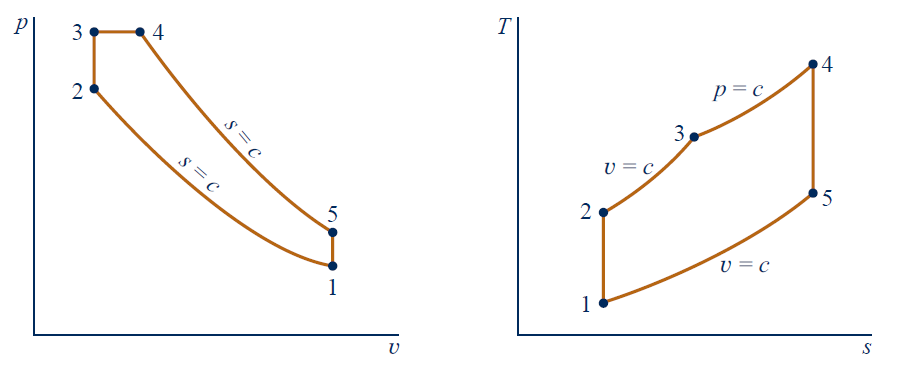 p
3
4
2
s = c
s = c
5
1
v
T
4
p = c
3
v = c
2
5
v = c
1
s